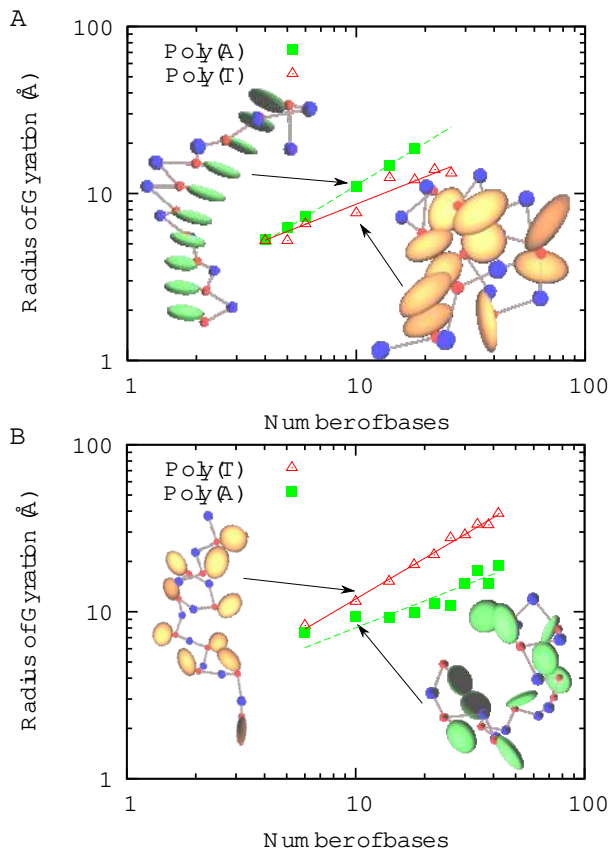 A
100
Poly(A)
Poly(T)
Radius of Gyration (Å)
10
1
1 10 100
Number of bases
B
100
Poly(T)
Poly(A)
Radius of Gyration (Å)
10
1
1 10 100
Number of bases